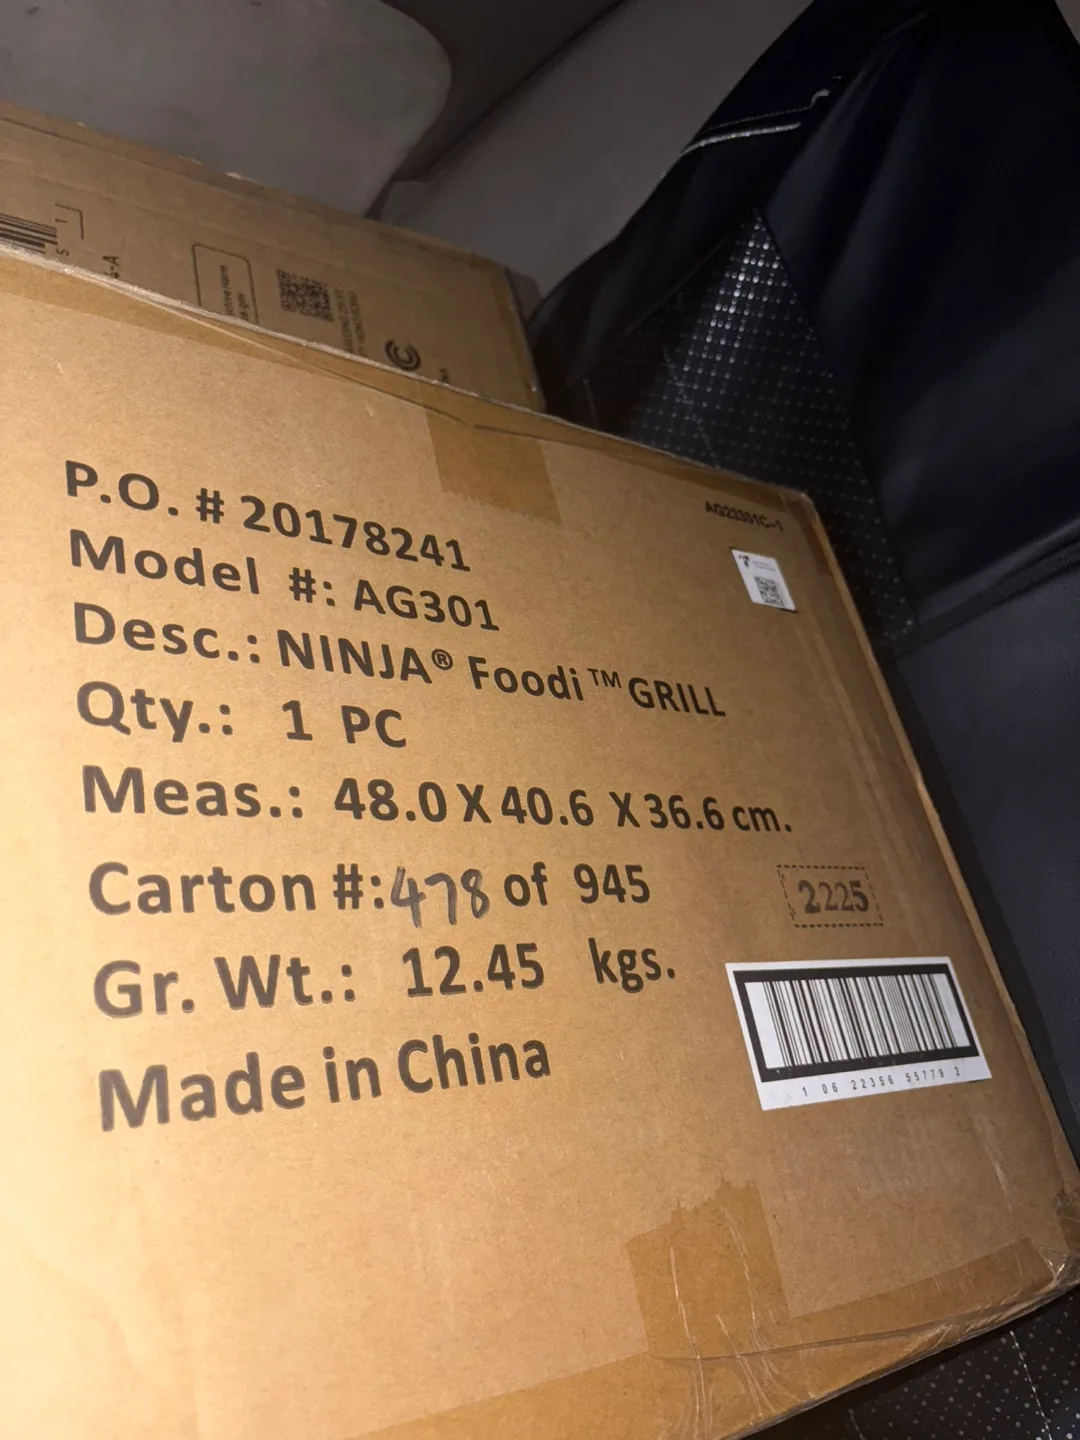 P.O. # 20178241
Model #: AG301
Desc.: NINJA® Foodi™ GRILL
Qty.: 1 PC
Meas.: 48.0 X 40.6 X 36.6 cm.
Carton #: 478 of 945
Gr. Wt.: 12.45 kgs.
Made in China
2225
1 06 22356 55779 2